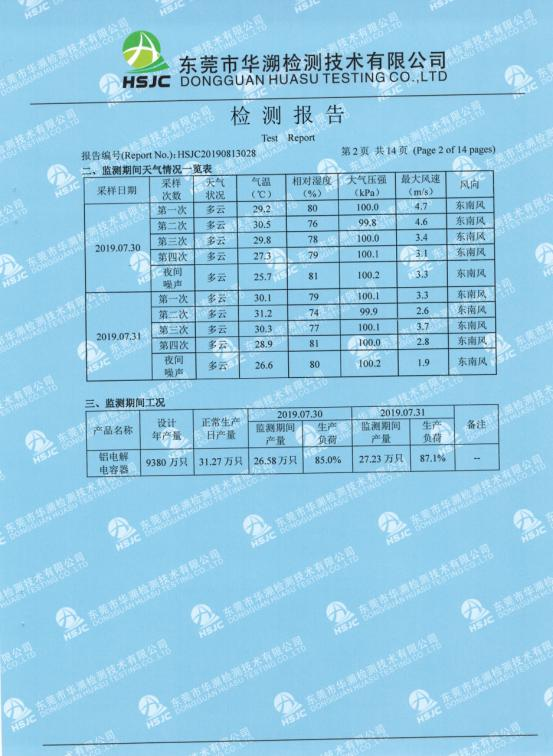 HSJC
东莞市华溯检测技术有限公司
DONGGUAN HUASU TESTING CO.,LTD
检 测 报 告
Test Report
报告编号(Report No.): HSJC20190813028 第 2 页 共 14 页 (Page 2 of 14 pages)
二、监测期间天气情况一览表
采样日期 采样次数 天气状况 气温(℃) 相对湿度(%) 大气压强(kPa) 最大风速(m/s) 风向
2019.07.30 第一次 多云 29.2 80 100.0 4.7 东南风
第二次 多云 30.5 76 99.8 4.6 东南风
第三次 多云 29.8 78 100.0 3.4 东南风
第四次 多云 27.3 79 100.1 3.1 东南风
夜间噪声 多云 25.7 81 100.2 3.3 东南风
2019.07.31 第一次 多云 30.1 79 100.1 3.3 东南风
第二次 多云 31.2 74 99.9 2.6 东南风
第三次 多云 30.3 77 100.1 3.7 东南风
第四次 多云 28.9 81 100.0 2.8 东南风
夜间噪声 多云 26.6 80 100.2 1.9 东南风
三、监测期间工况
产品名称 设计年产量 正常生产日产量 2019.07.30 2019.07.31 备注
监测期间产量 生产负荷 监测期间产量 生产负荷
铝电解电容器 9380 万只 31.27 万只 26.58 万只 85.0% 27.23 万只 87.1% --